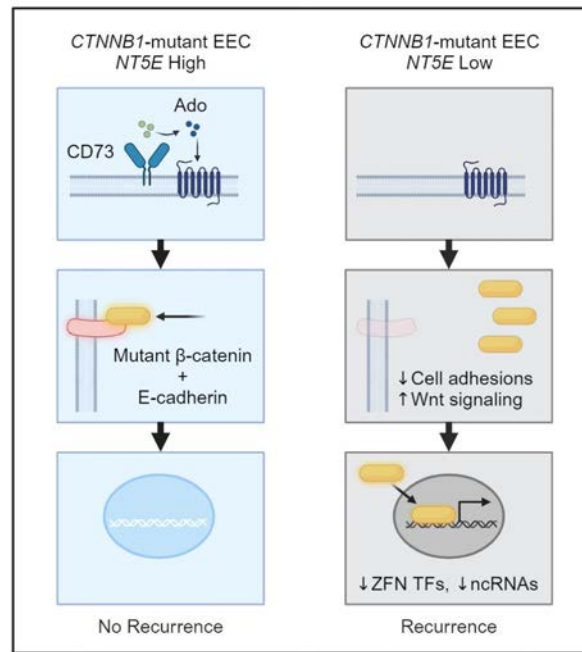 CTNNB1-mutant EEC
NT5E High
Ado
CD73
Mutant β-catenin
+
E-cadherin
No Recurrence
CTNNB1-mutant EEC
NT5E Low
↓Cell adhesions
↑Wnt signaling
↓ZFN TFs, ↓ncRNAs
Recurrence